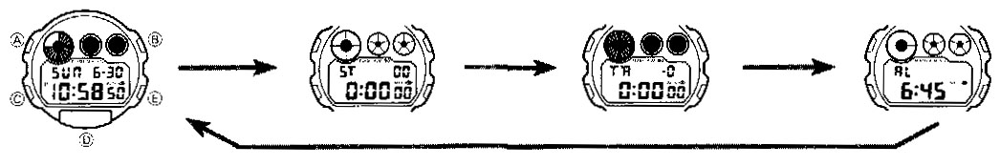 Ⓐ Ⓑ
SUN 6-30
10:58 50
Ⓒ Ⓔ
Ⓓ
ST 00
0:00 00
TR -0
0:00 00
AL
6:45